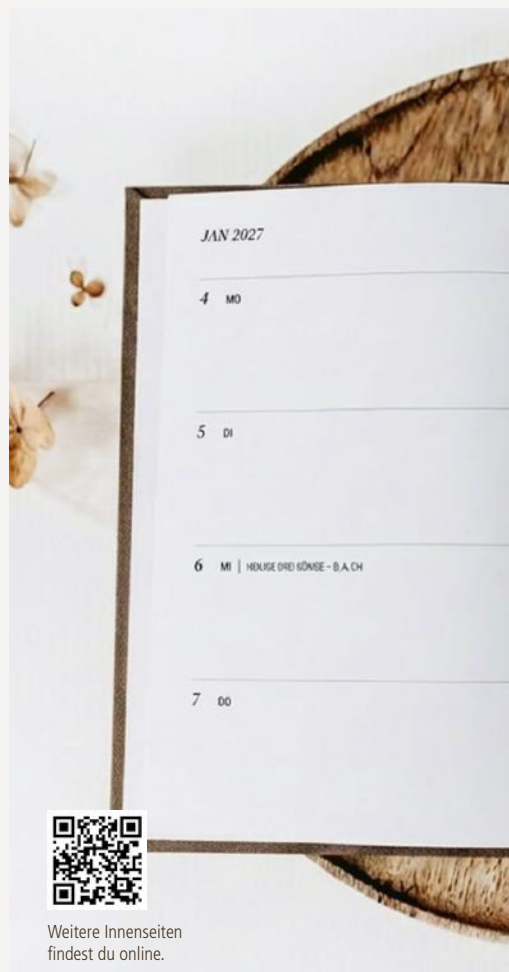 JAN 2027
4 MO
5 DI
6 MI | HEILIGE DREI KÖNIGE – D, A, CH
7 DO
Weitere Innenseiten
findest du online.